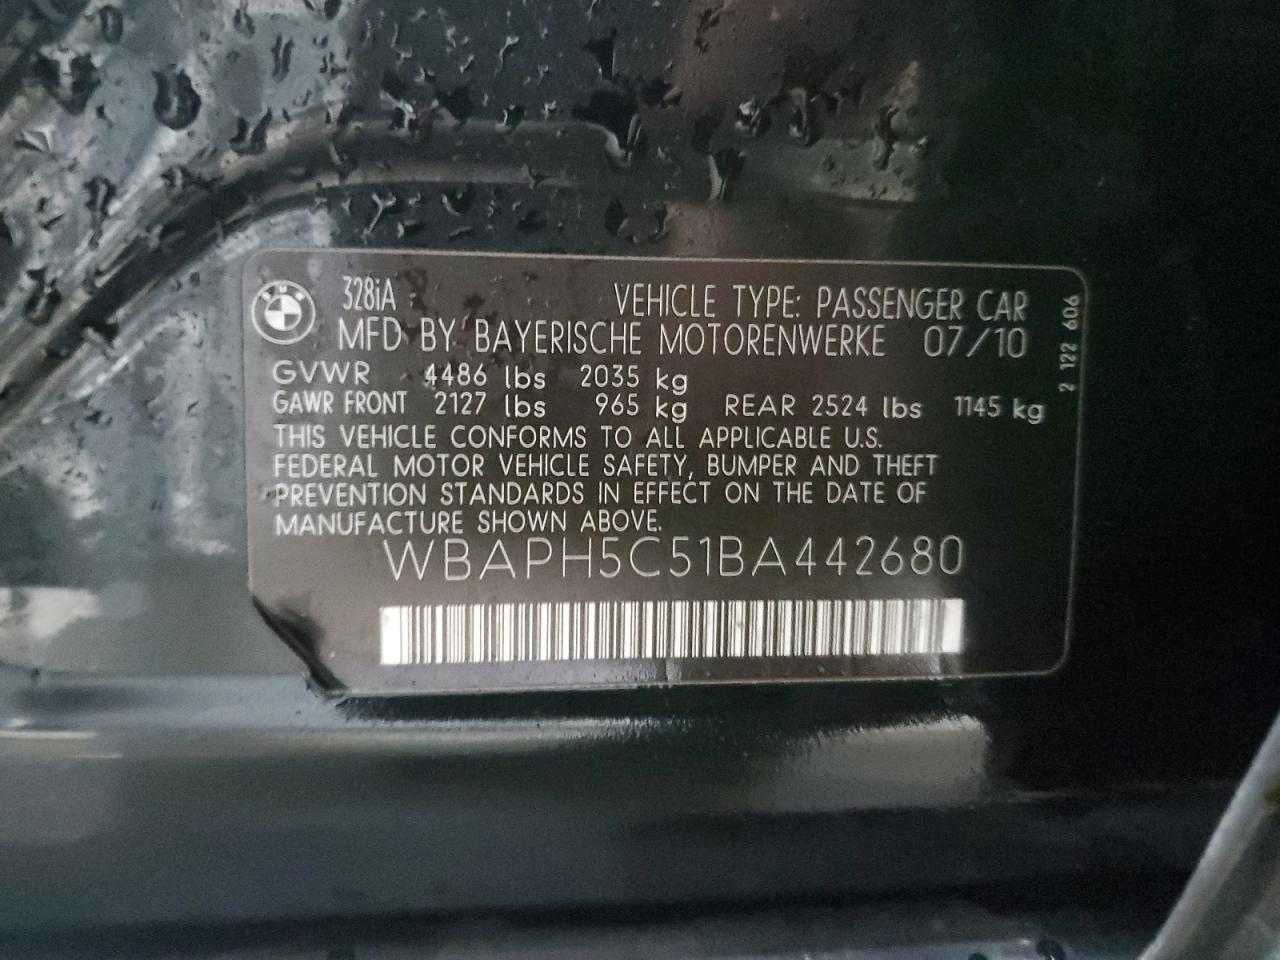 328iA VEHICLE TYPE: PASSENGER CAR
MFD BY BAYERISCHE MOTORENWERKE 07/10
GVWR 4486 lbs 2035 kg
GAWR FRONT 2127 lbs 965 kg REAR 2524 lbs 1145 kg
THIS VEHICLE CONFORMS TO ALL APPLICABLE U.S.
FEDERAL MOTOR VEHICLE SAFETY, BUMPER AND THEFT
PREVENTION STANDARDS IN EFFECT ON THE DATE OF
MANUFACTURE SHOWN ABOVE.
WBAPH5C51BA442680
2 122 606